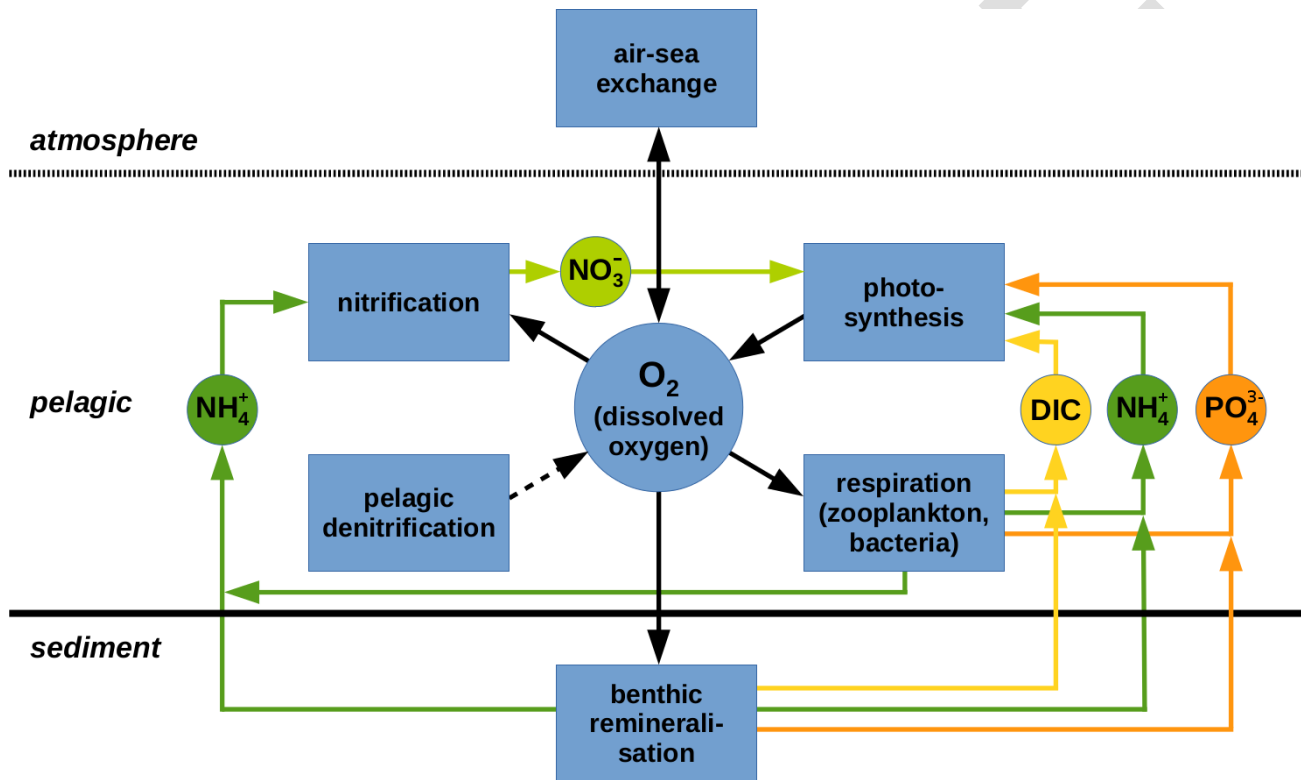 air-sea
exchange
atmosphere
nitrification
NO₃⁻
photo-
synthesis
pelagic
NH₄⁺
O₂
(dissolved
oxygen)
DIC
NH₄⁺
PO₄³⁻
pelagic
denitrification
respiration
(zooplankton,
bacteria)
sediment
benthic
reminerali-
sation